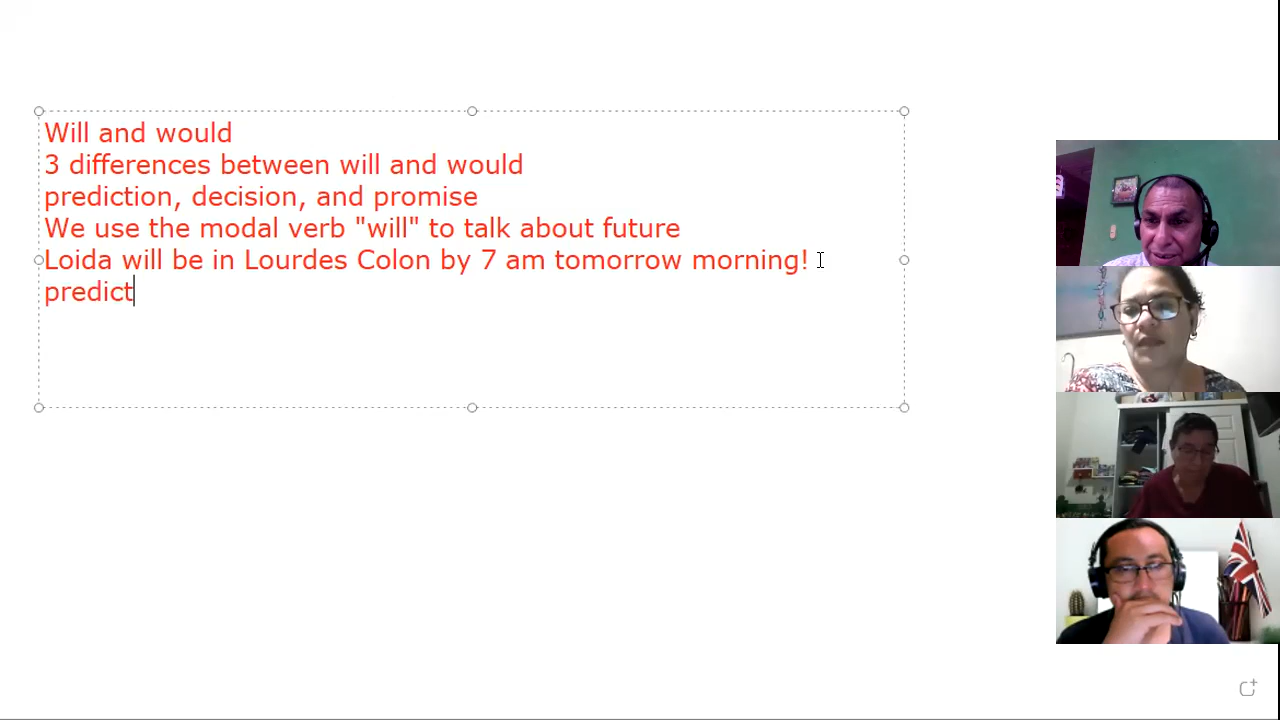 Will and would
3 differences between will and would
prediction, decision, and promise
We use the modal verb "will" to talk about future
Loida will be in Lourdes Colon by 7 am tomorrow morning!
predict